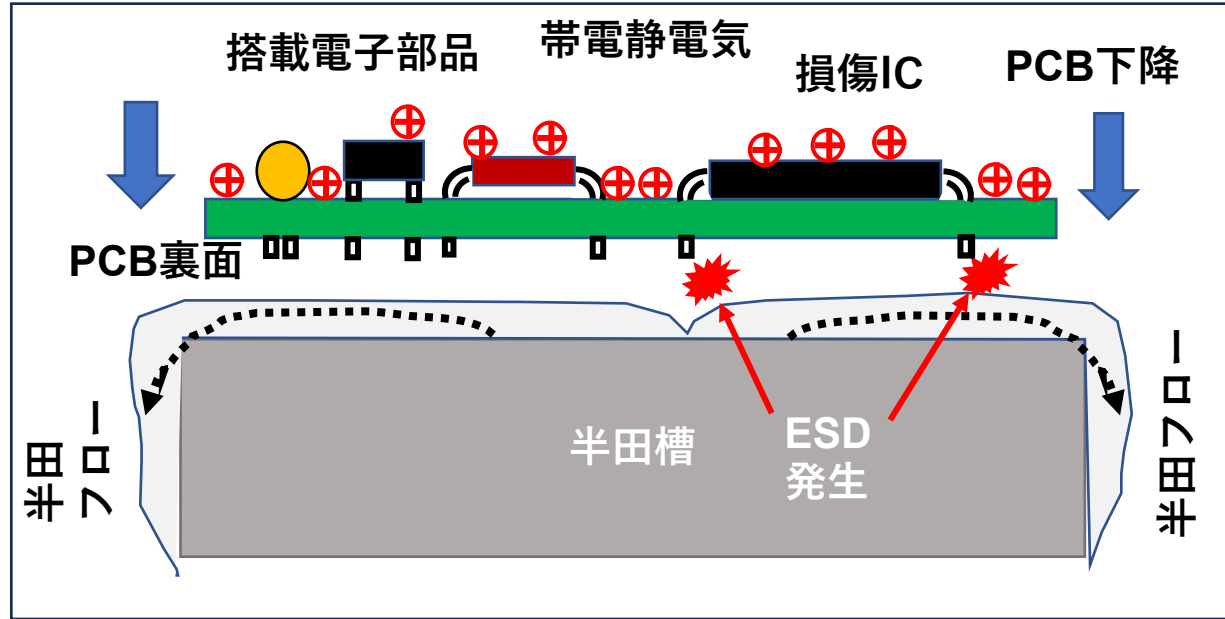 搭載電子部品
帯電静電気
損傷IC
PCB下降
PCB裏面
半田
フロー
半田槽
ESD
発生
半田フロー